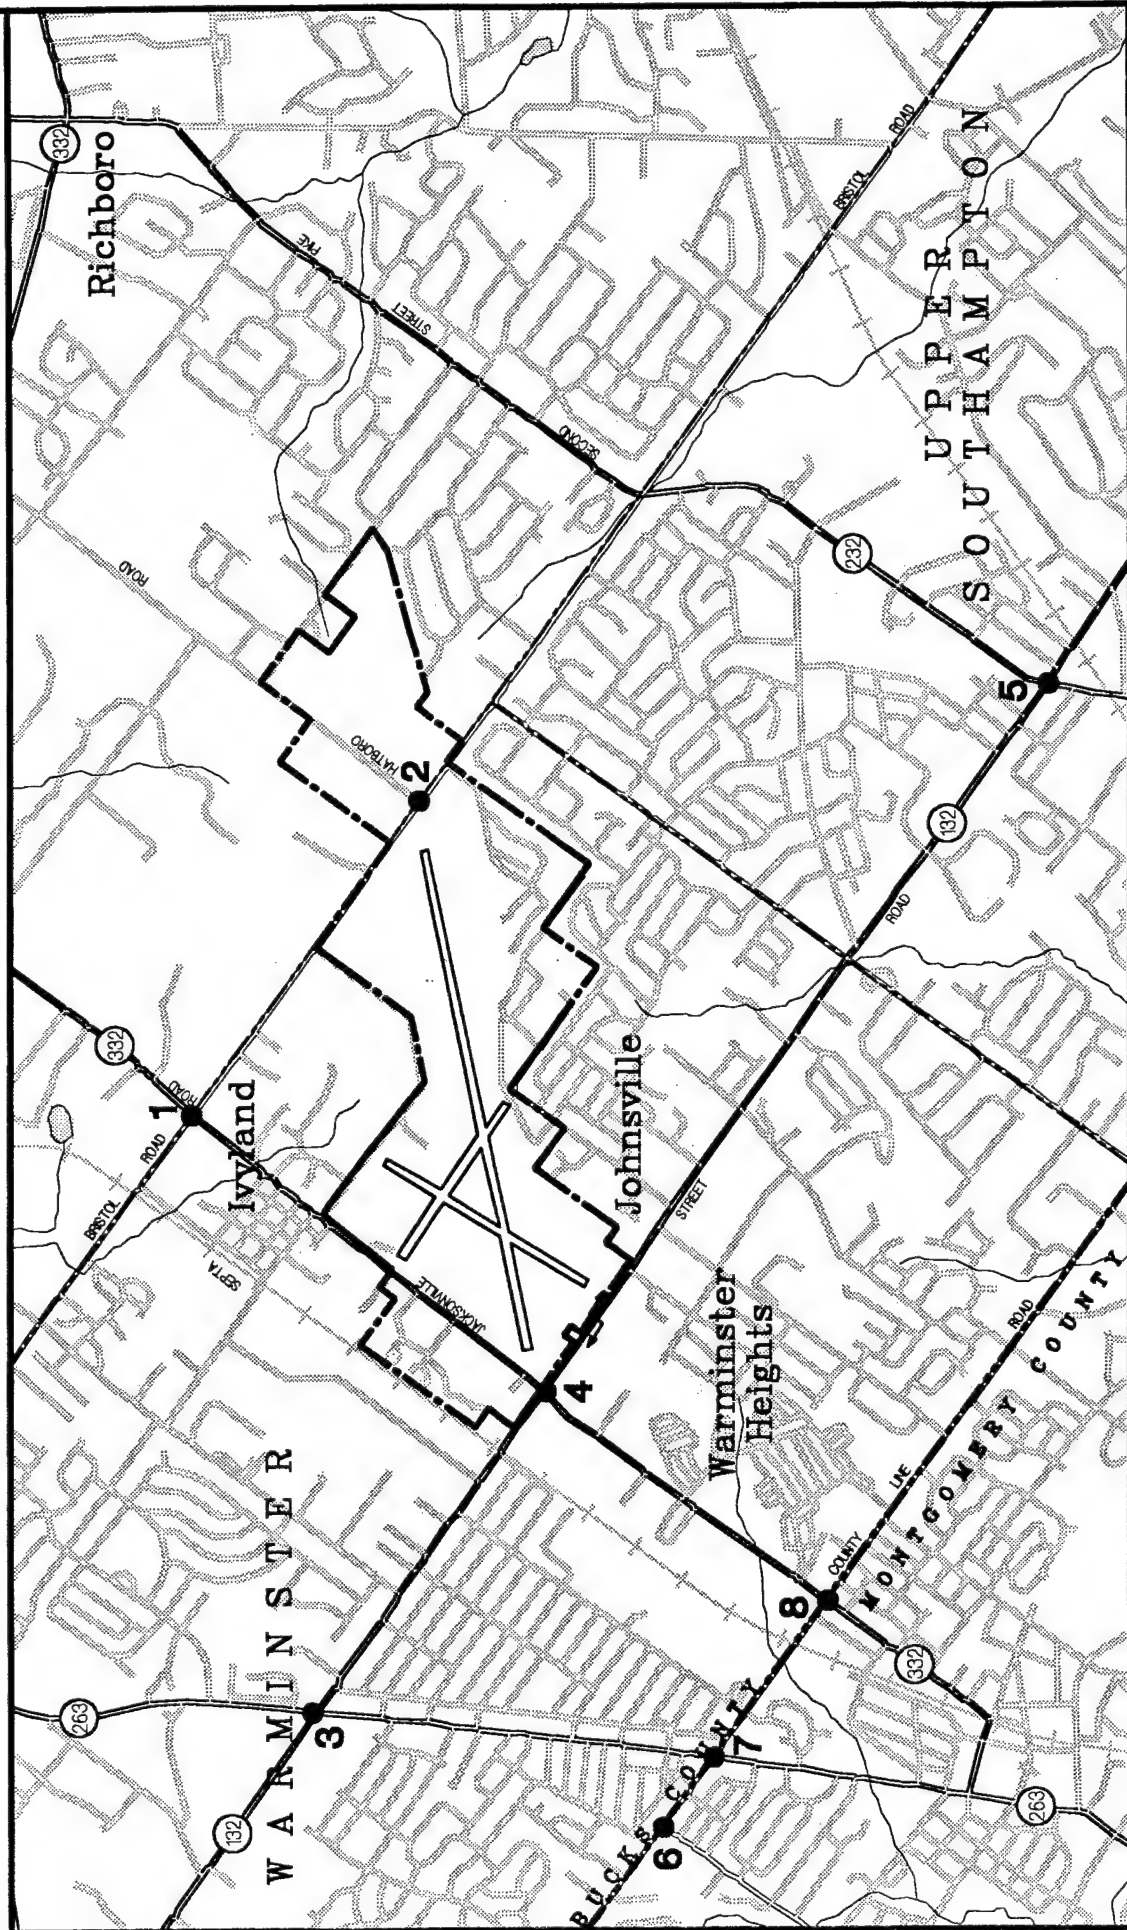 332
Richboro
PIKE
STREET
SECOND
ROAD
BRISTOL
UPPER
SOUTHAMPTON
232
5
132
ROAD
ROAD
HATBORO
2
332
1
ROAD
BRISTOL
ROAD
Ivyland
SEPTA
JACKSONVILLE
Johnsville
STREET
4
Warminster
Heights
WARMINSTER
263
3
132
COUNTY
LINE
ROAD
MONTGOMERY COUNTY
8
332
BUCKS COUNTY
7
6
263